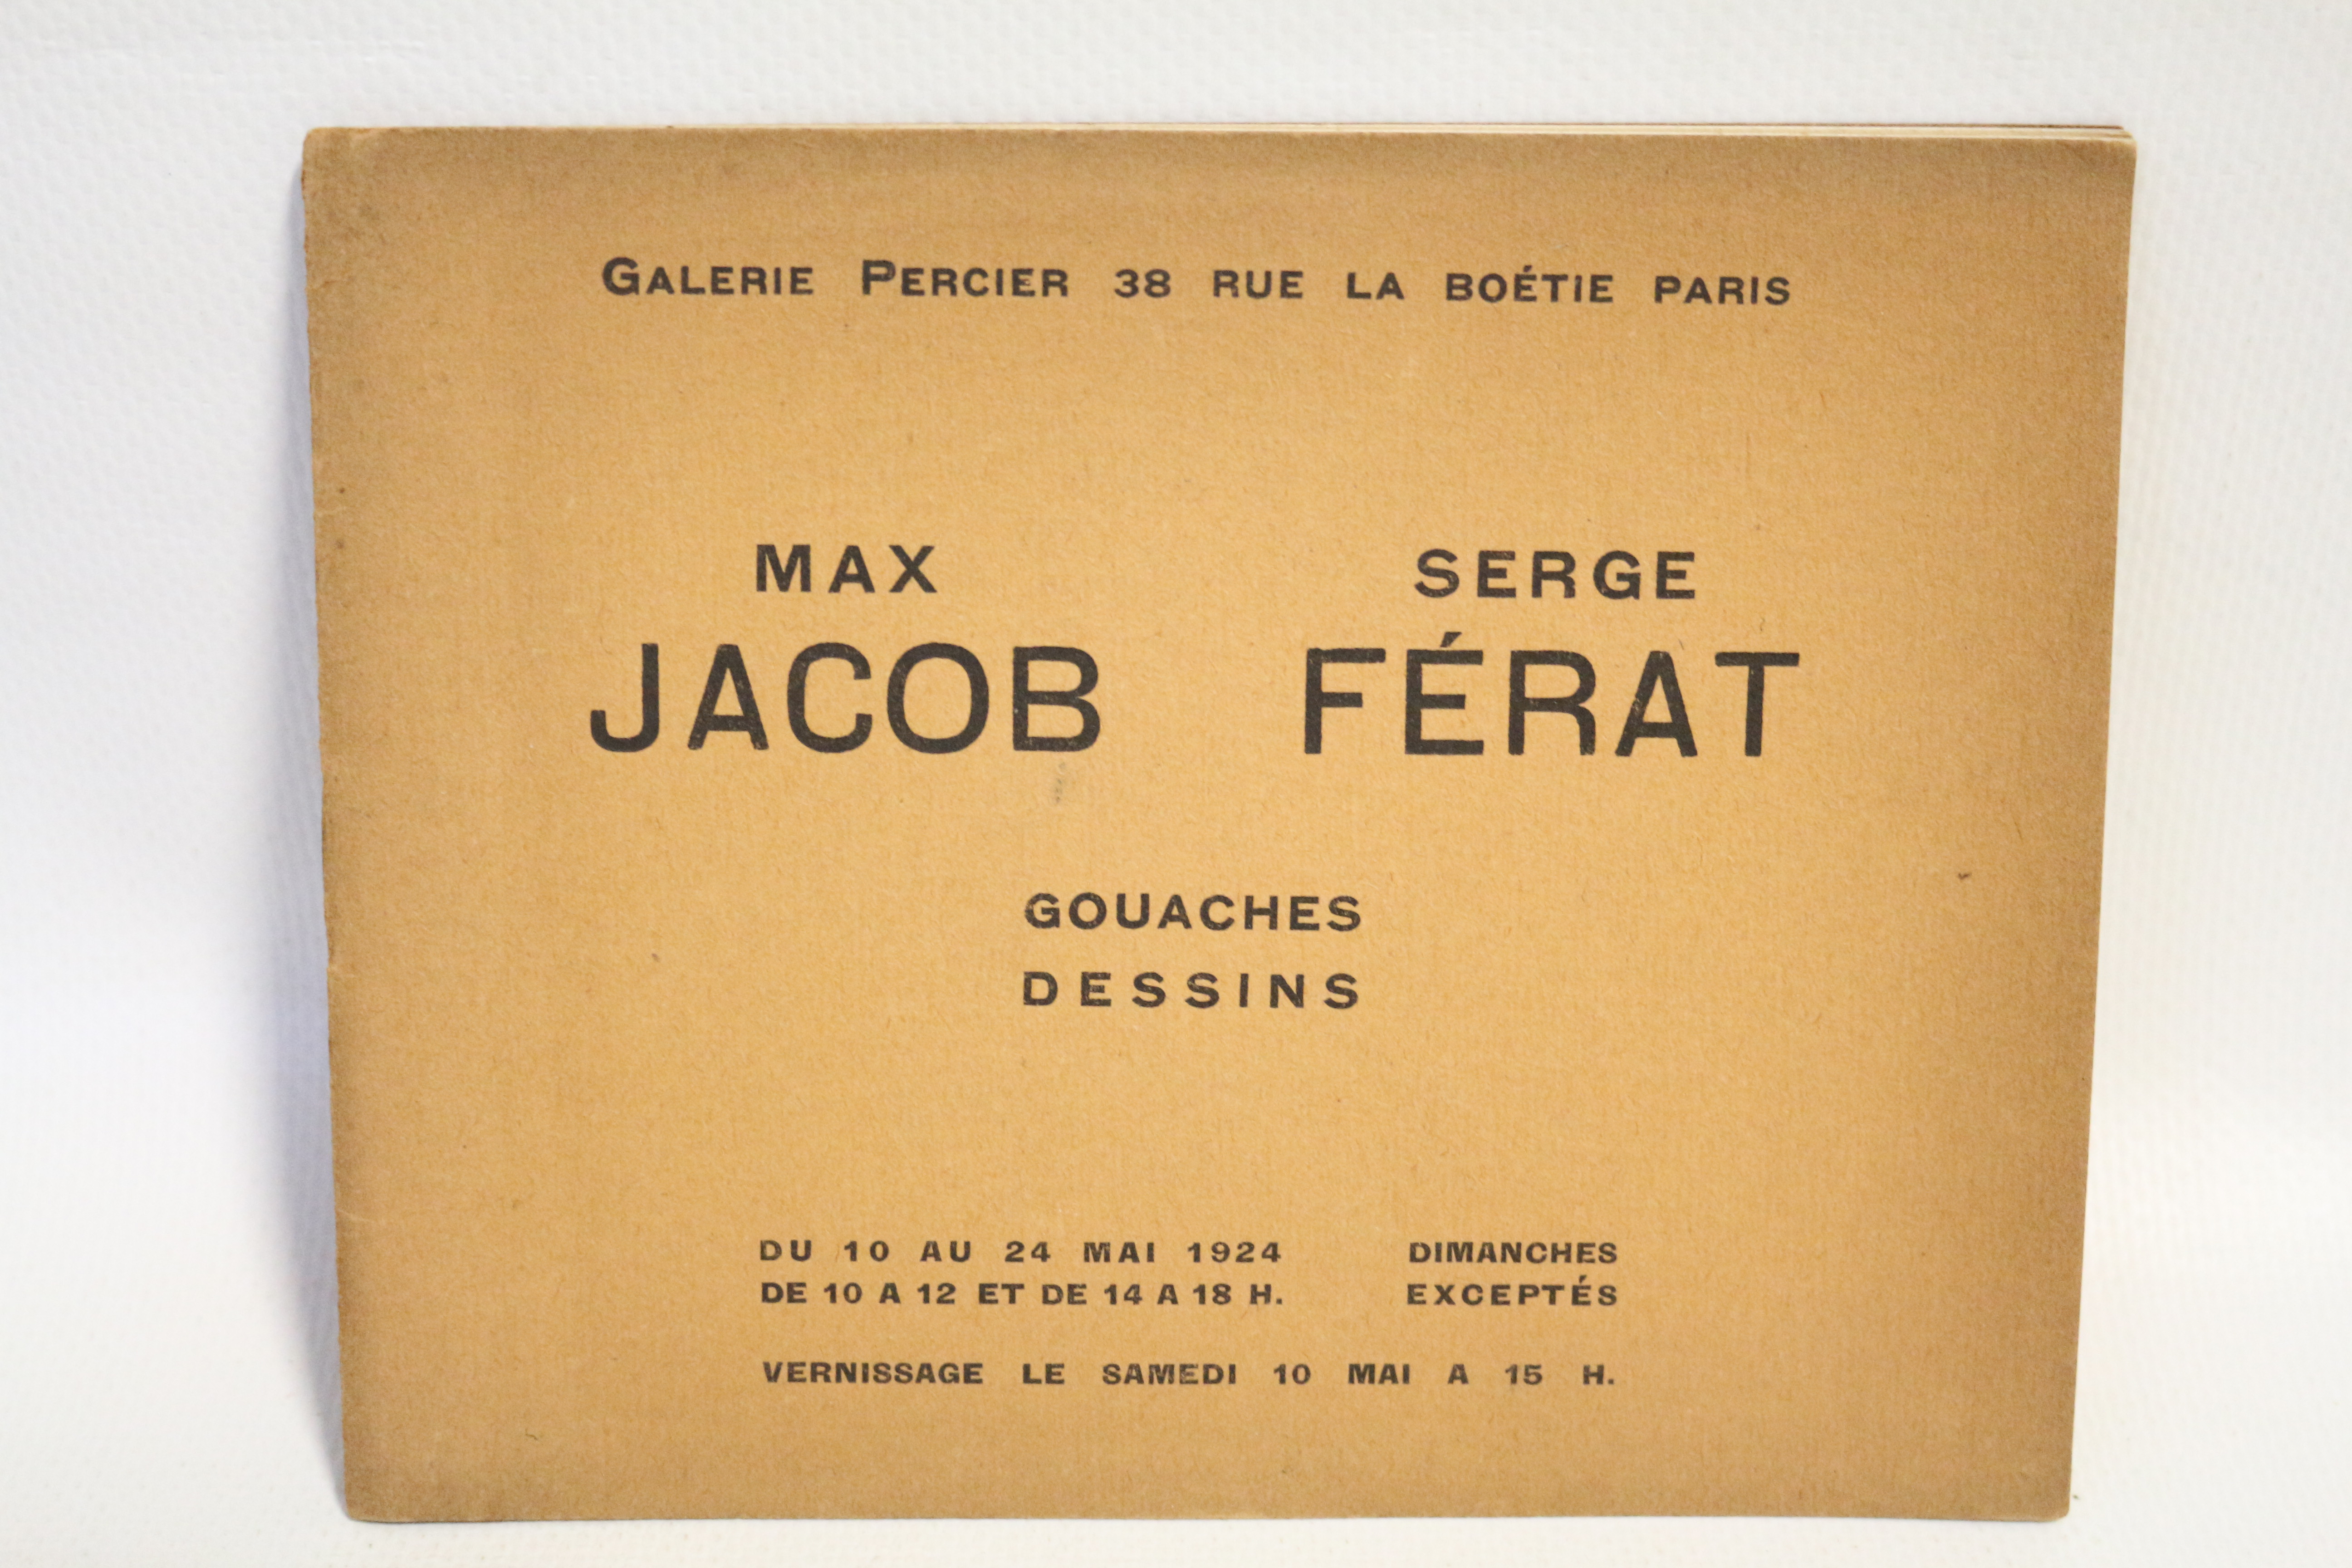 GALERIE PERCIER 38 RUE LA BOÉTIE PARIS
MAX
JACOB
SERGE
FÉRAT
GOUACHES
DESSINS
DU 10 AU 24 MAI 1924
DE 10 A 12 ET DE 14 A 18 H.
DIMANCHES
EXCEPTÉS
VERNISSAGE LE SAMEDI 10 MAI A 15 H.